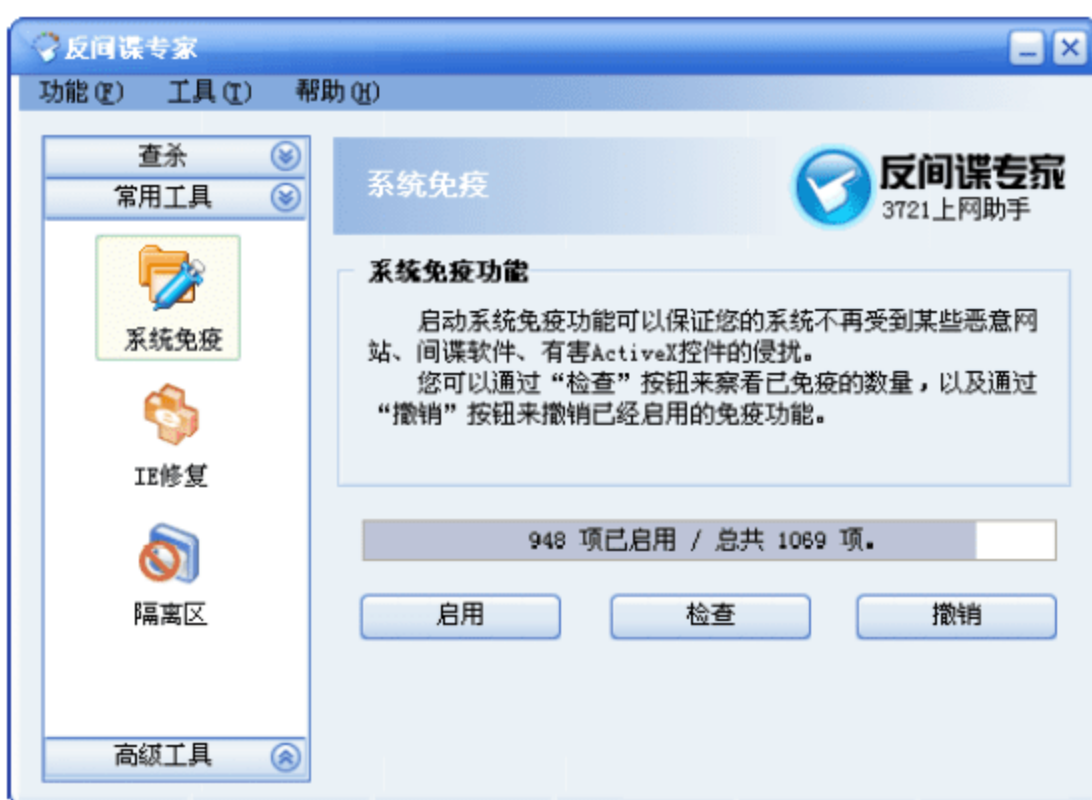 反间谍专家
功能(F) 工具(T) 帮助(H)
查杀
常用工具
系统免疫
IE修复
隔离区
高级工具
系统免疫
反间谍专家
3721上网助手
系统免疫功能
启动系统免疫功能可以保证您的系统不再受到某些恶意网
站、间谍软件、有害ActiveX控件的侵扰。
您可以通过“检查”按钮来察看已免疫的数量，以及通过
“撤销”按钮来撤销已经启用的免疫功能。
948 项已启用 / 总共 1069 项。
启用 检查 撤销